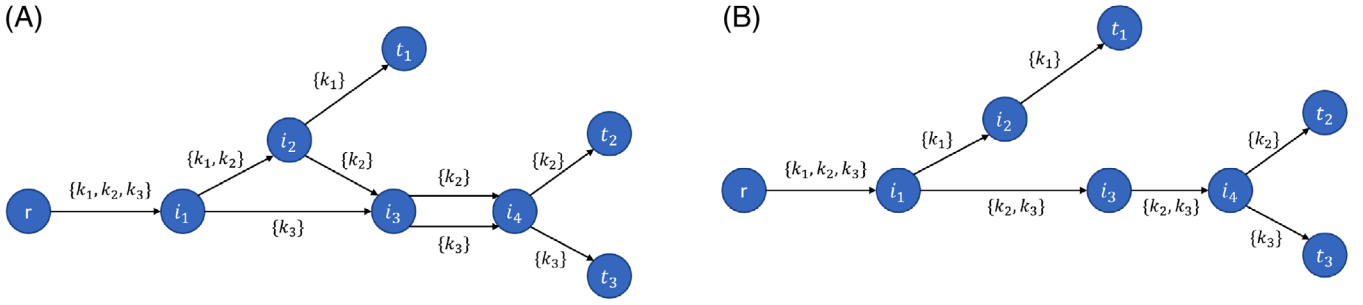 (A)
t₁
{k₁}
i₂
{k₁, k₂}
{k₂}
t₂
{k₂}
{k₂}
{k₁, k₂, k₃}
r
i₁
i₃
i₄
{k₃}
{k₃}
{k₃}
t₃
(B)
t₁
{k₁}
i₂
{k₁}
t₂
{k₂}
{k₁, k₂, k₃}
r
i₁
i₃
i₄
{k₂, k₃}
{k₂, k₃}
{k₃}
t₃